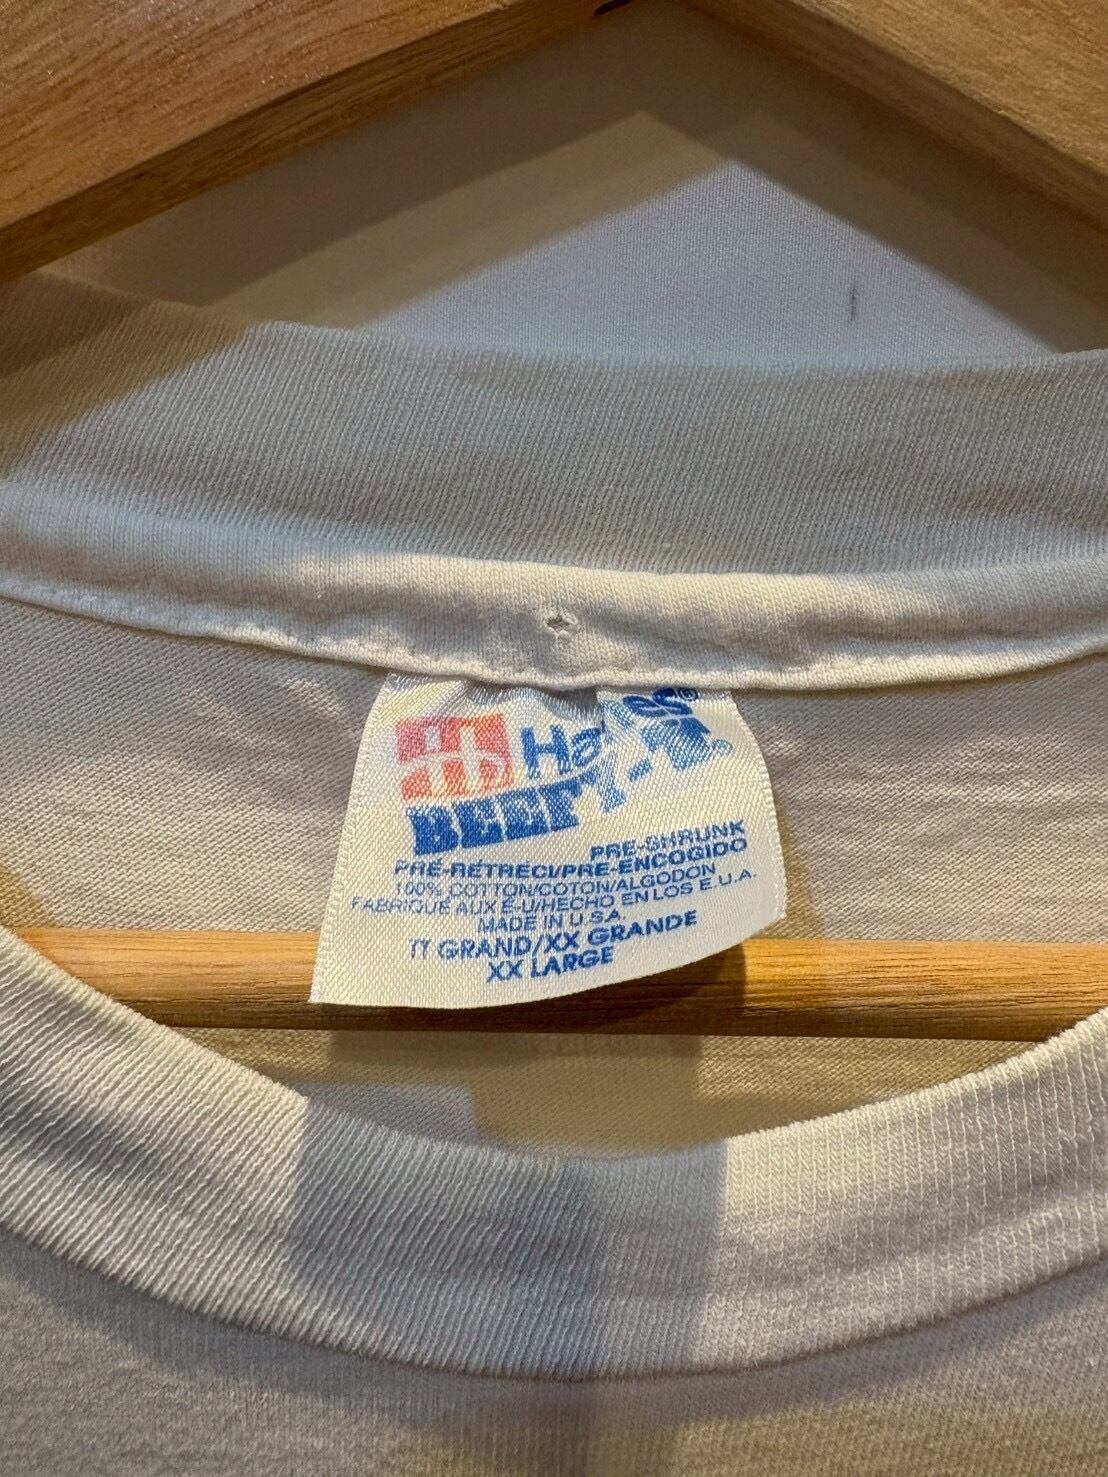 Hanes®
BEEFY-T®
PRE-SHRUNK
PRÉ-RÉTRÉCI/PRE-ENCOGIDO
100% COTTON/COTON/ALGODON
FABRIQUÉ AUX É-U/HECHO EN LOS E.U.A.
MADE IN U.S.A.
TT GRAND/XX GRANDE
XX LARGE